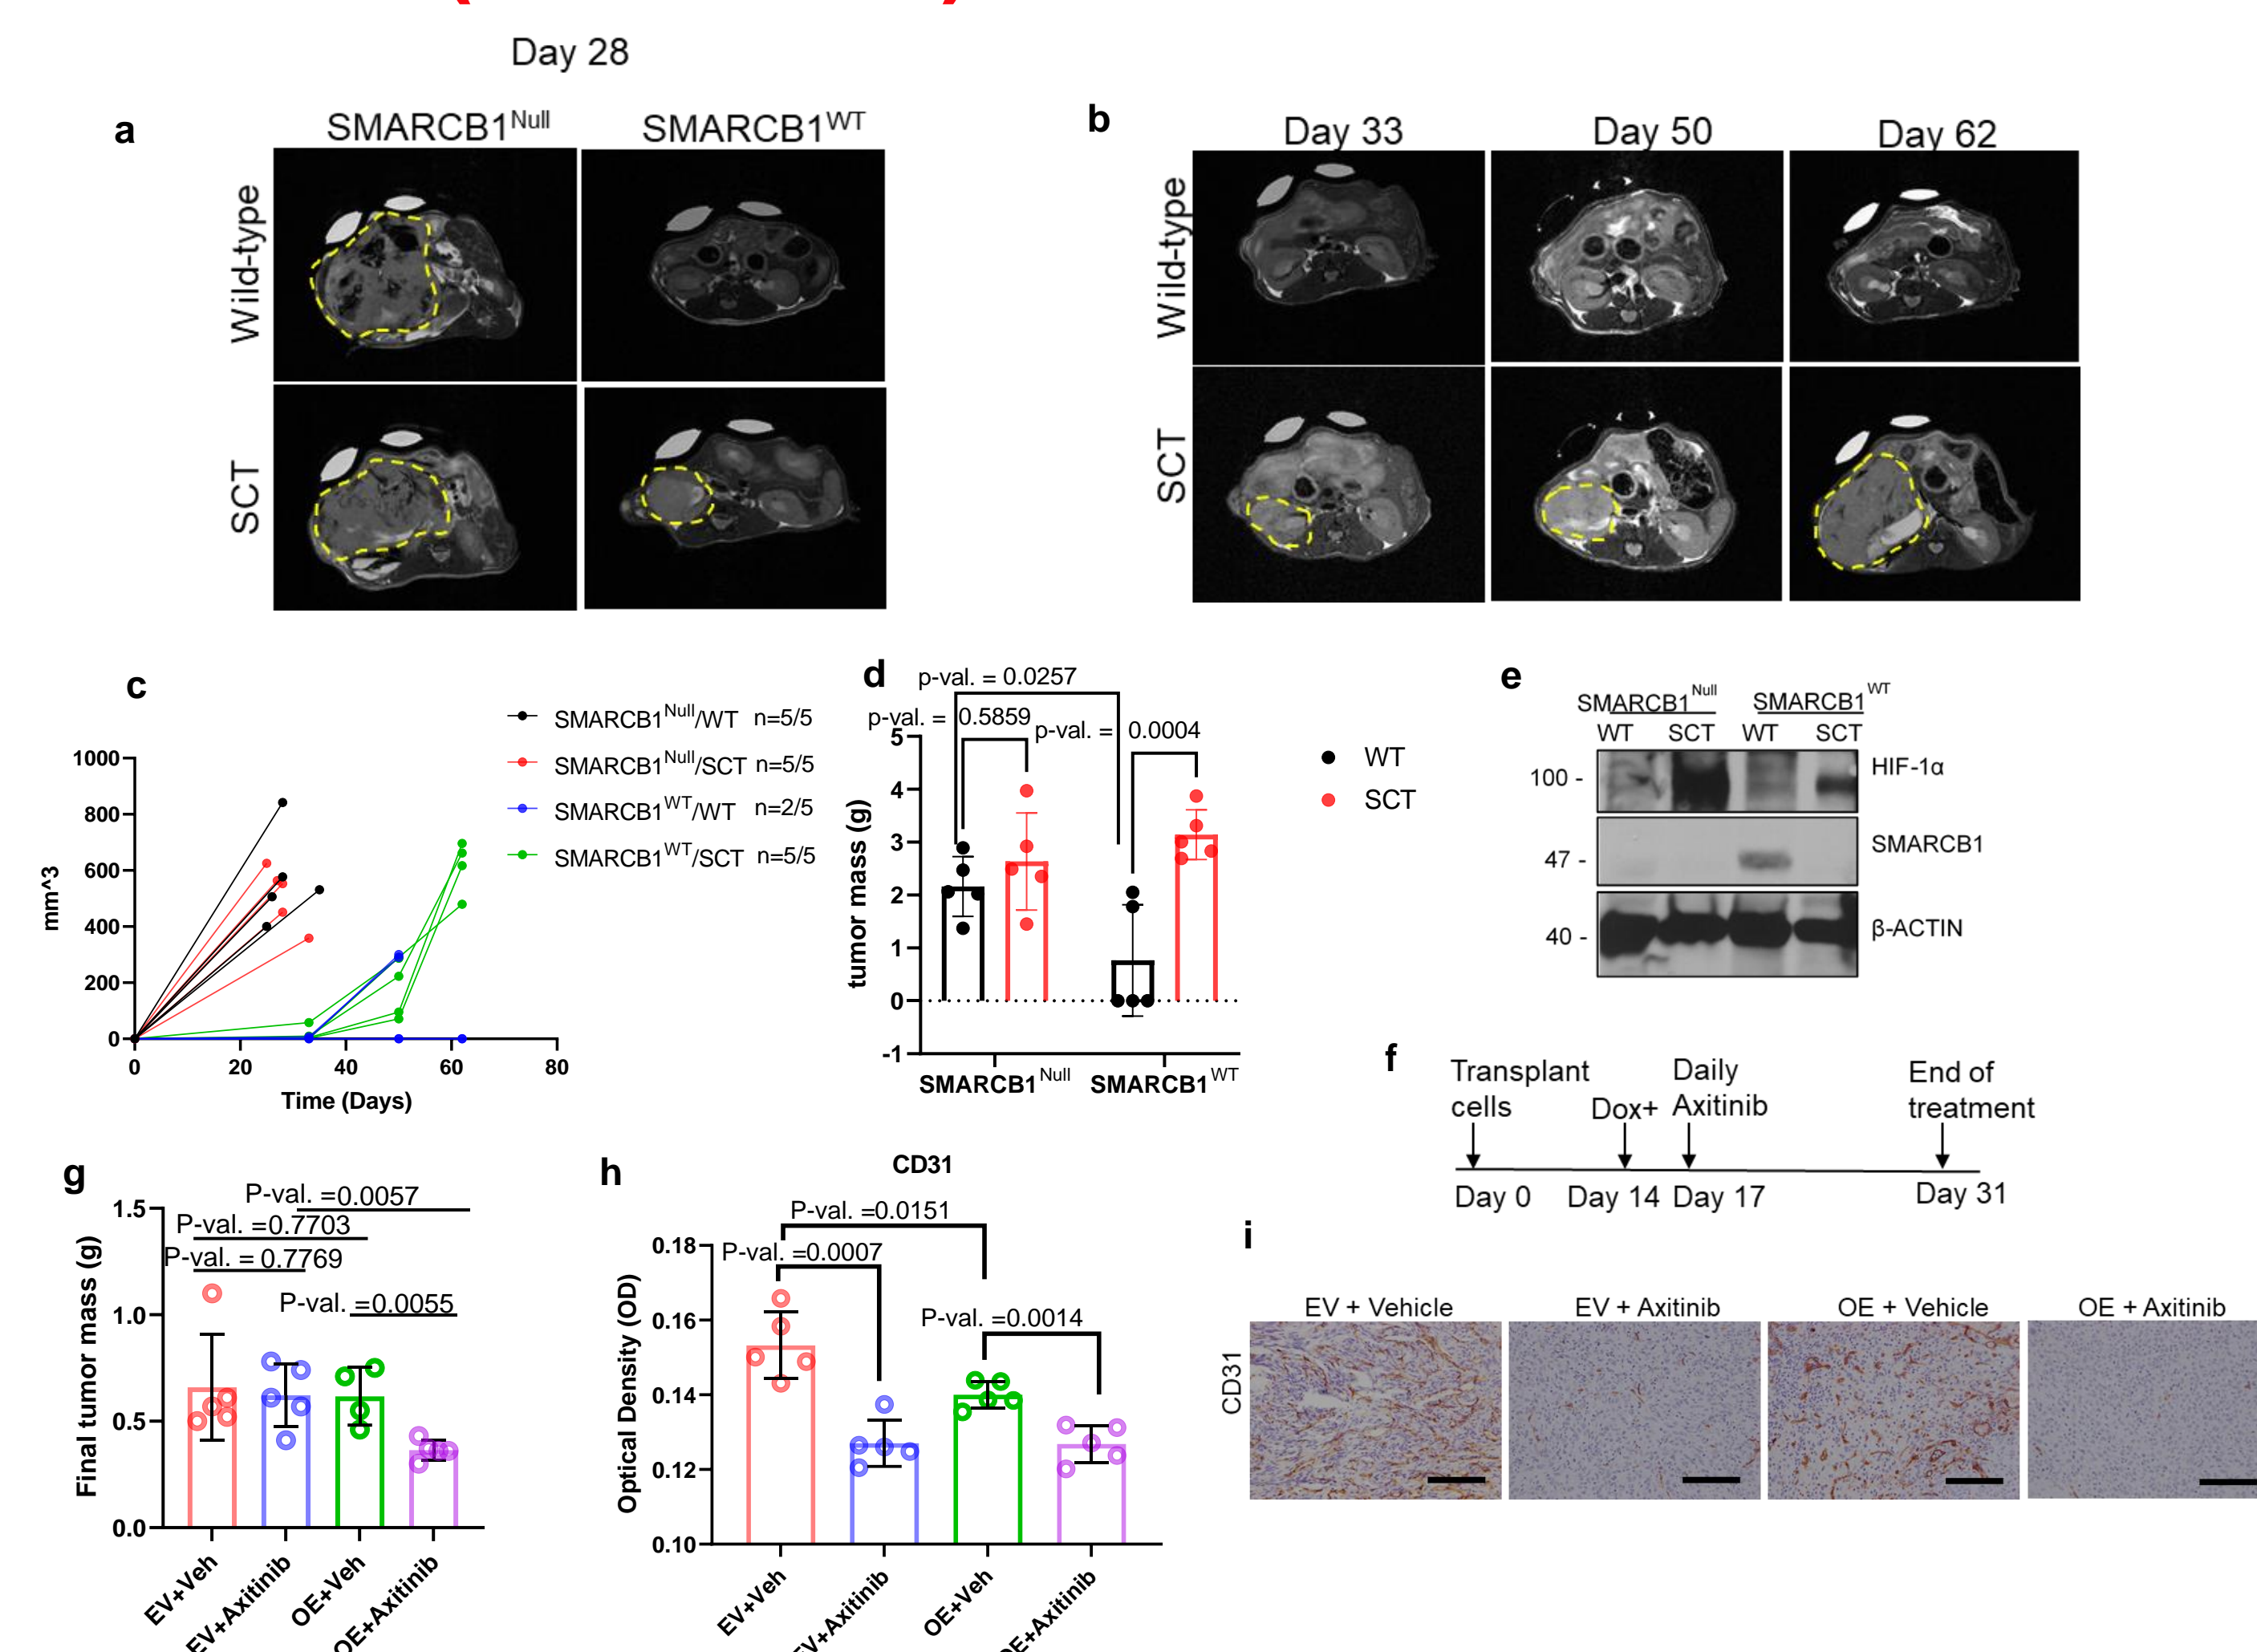 Day 28
a
SMARCB1Null
SMARCB1WT
Wild-type
SCT
b
Day 33
Day 50
Day 62
Wild-type
SCT
c
mm^3
1000
800
600
400
200
0
0
20
40
60
80
Time (Days)
SMARCB1Null/WT n=5/5
SMARCB1Null/SCT n=5/5
SMARCB1WT/WT n=2/5
SMARCB1WT/SCT n=5/5
d
p-val. = 0.0257
p-val. = 0.5859
p-val. = 0.0004
tumor mass (g)
5
4
3
2
1
0
-1
SMARCB1Null
SMARCB1WT
WT
SCT
e
SMARCB1Null
SMARCB1WT
WT
SCT
WT
SCT
100 -
HIF-1α
47 -
SMARCB1
40 -
β-ACTIN
f
Transplant
cells
Dox+
Daily
Axitinib
End of
treatment
Day 0
Day 14
Day 17
Day 31
g
P-val. =0.0057
P-val. =0.7703
P-val. = 0.7769
P-val. =0.0055
Final tumor mass (g)
1.5
1.0
0.5
0.0
EV+Veh
EV+Axitinib
OE+Veh
OE+Axitinib
h
CD31
P-val. =0.0151
P-val. =0.0007
P-val. =0.0014
Optical Density (OD)
0.18
0.16
0.14
0.12
0.10
EV+Veh
EV+Axitinib
OE+Veh
OE+Axitinib
i
EV + Vehicle
EV + Axitinib
OE + Vehicle
OE + Axitinib
CD31